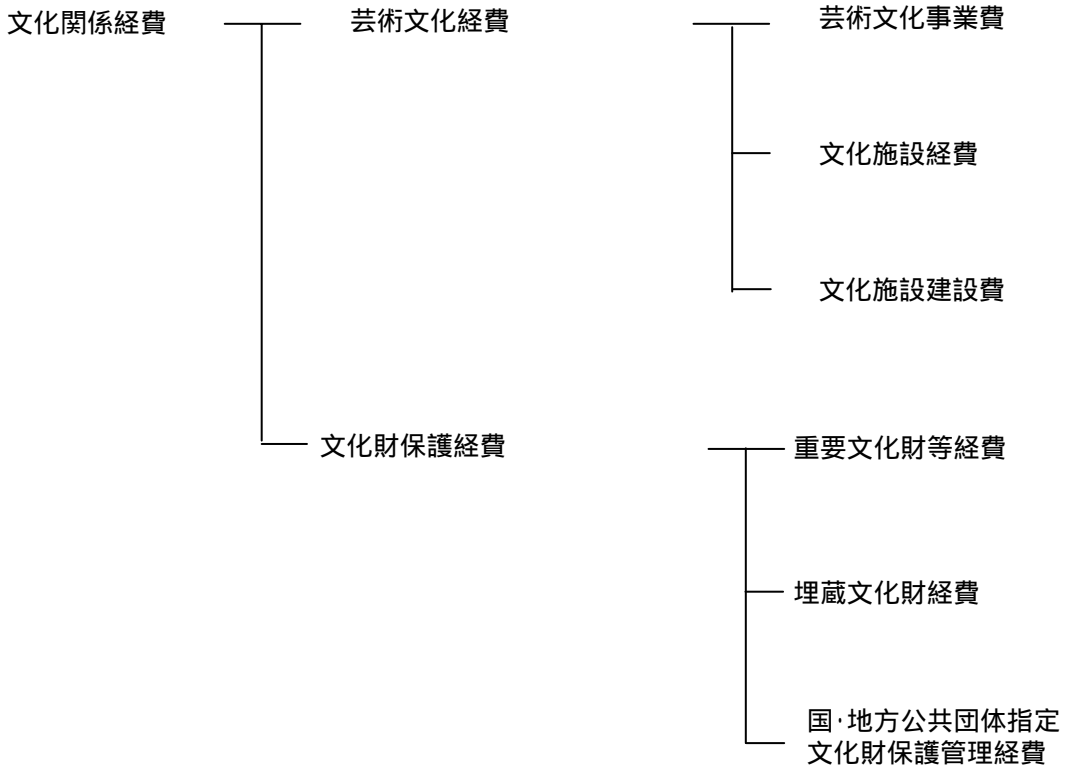 文化関係経費
芸術文化経費
芸術文化事業費
文化施設経費
文化施設建設費
文化財保護経費
重要文化財等経費
埋蔵文化財経費
国・地方公共団体指定
文化財保護管理経費